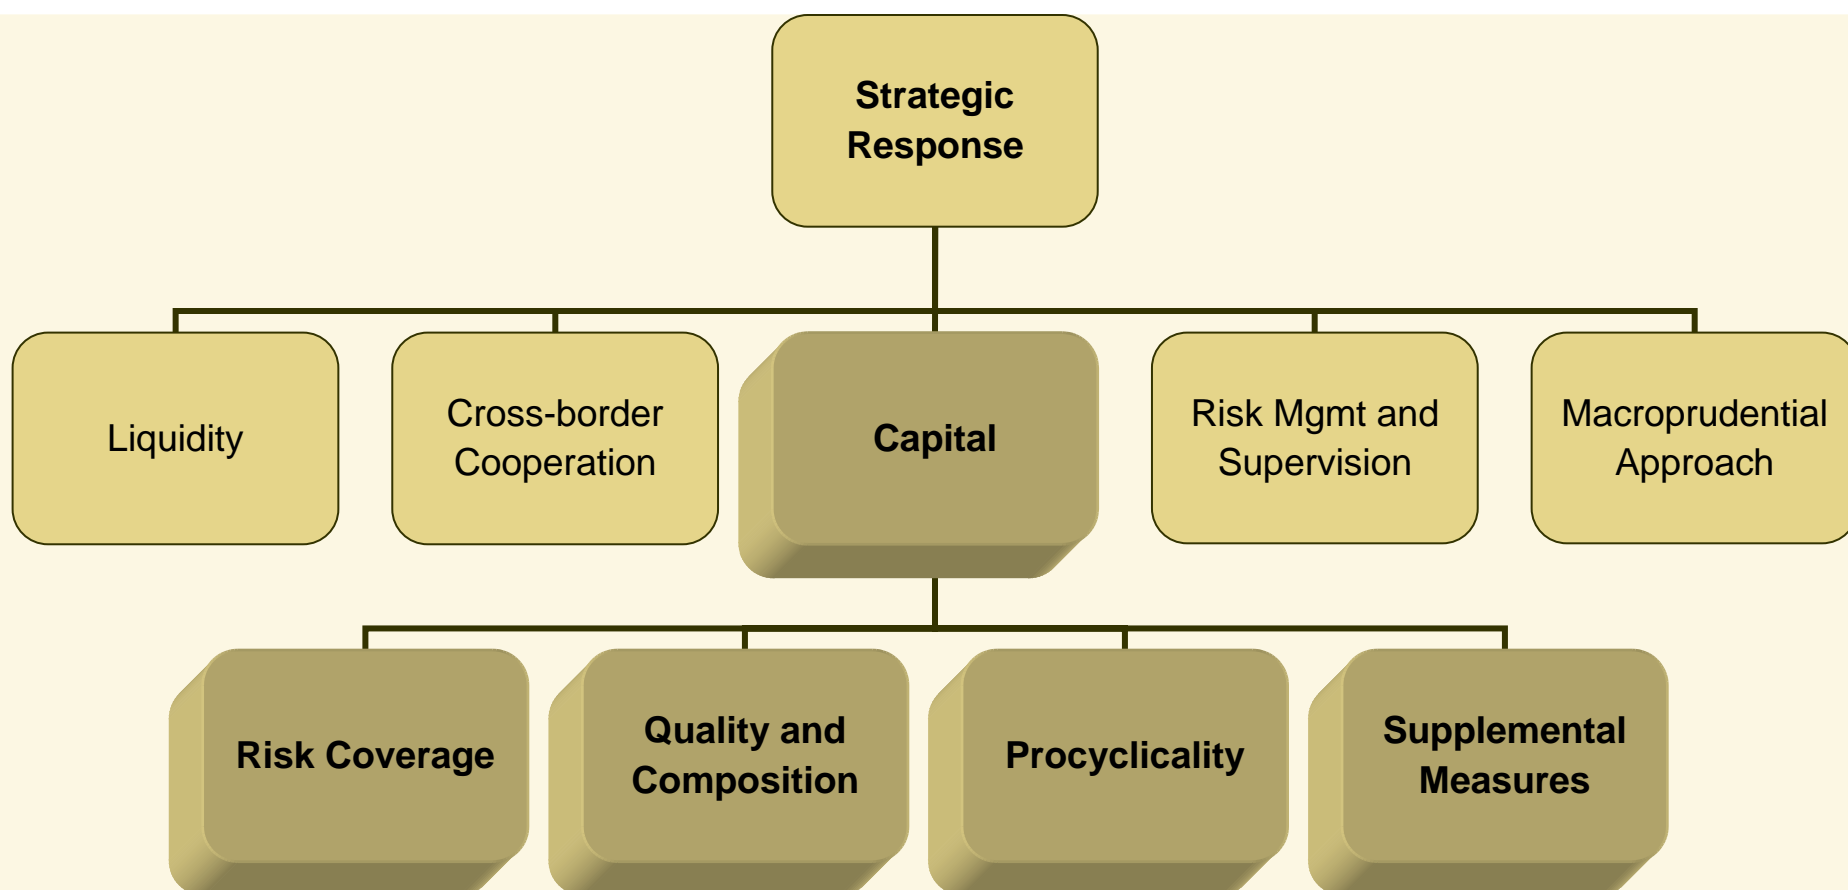 Strategic
Response
Liquidity
Cross-border
Cooperation
Capital
Risk Mgmt and
Supervision
Macroprudential
Approach
Risk Coverage
Quality and
Composition
Procyclicality
Supplemental
Measures